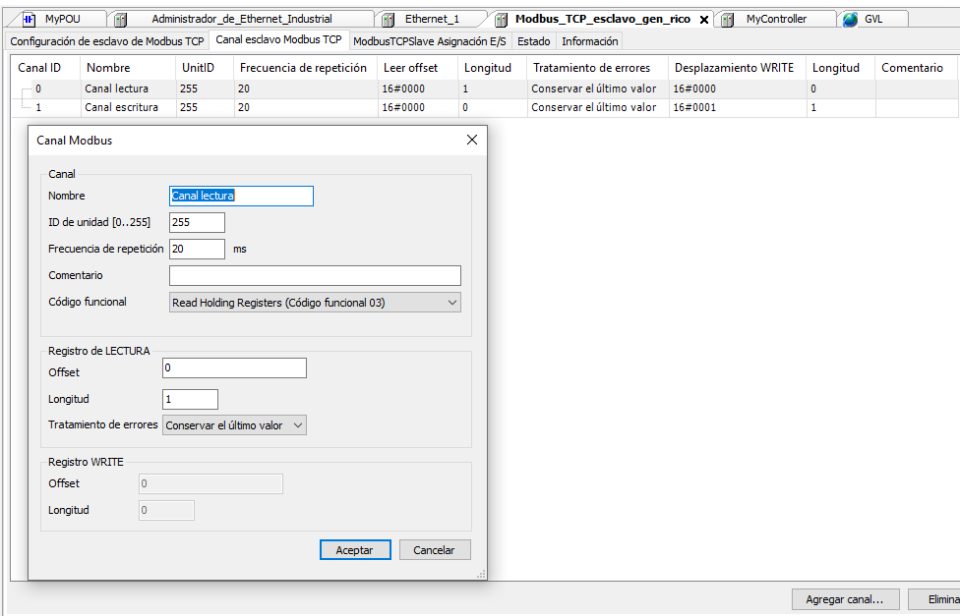 MyPOU Administrador_de_Ethernet_Industrial Ethernet_1 Modbus_TCP_esclavo_gen_rico MyController GVL
Configuración de esclavo de Modbus TCP Canal esclavo Modbus TCP ModbusTCPSlave Asignación E/S Estado Información
Canal ID Nombre UnitID Frecuencia de repetición Leer offset Longitud Tratamiento de errores Desplazamiento WRITE Longitud Comentario
0 Canal lectura 255 20 16#0000 1 Conservar el último valor 16#0000 0
1 Canal escritura 255 20 16#0000 0 Conservar el último valor 16#0001 1
Canal Modbus
Canal
Nombre Canal lectura
ID de unidad [0..255] 255
Frecuencia de repetición 20 ms
Comentario
Código funcional Read Holding Registers (Código funcional 03)
Registro de LECTURA
Offset 0
Longitud 1
Tratamiento de errores Conservar el último valor
Registro WRITE
Offset 0
Longitud 0
Aceptar Cancelar
Agregar canal... Elimina